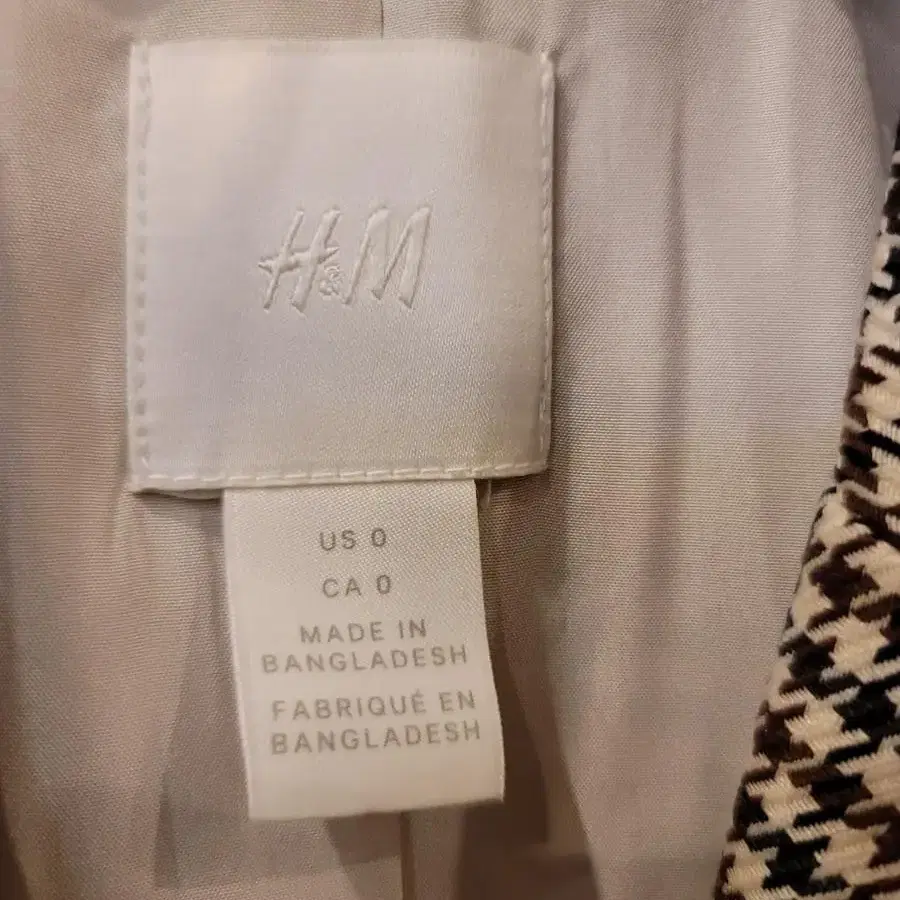 H&M
US 0
CA 0
MADE IN
BANGLADESH
FABRIQUÉ EN
BANGLADESH